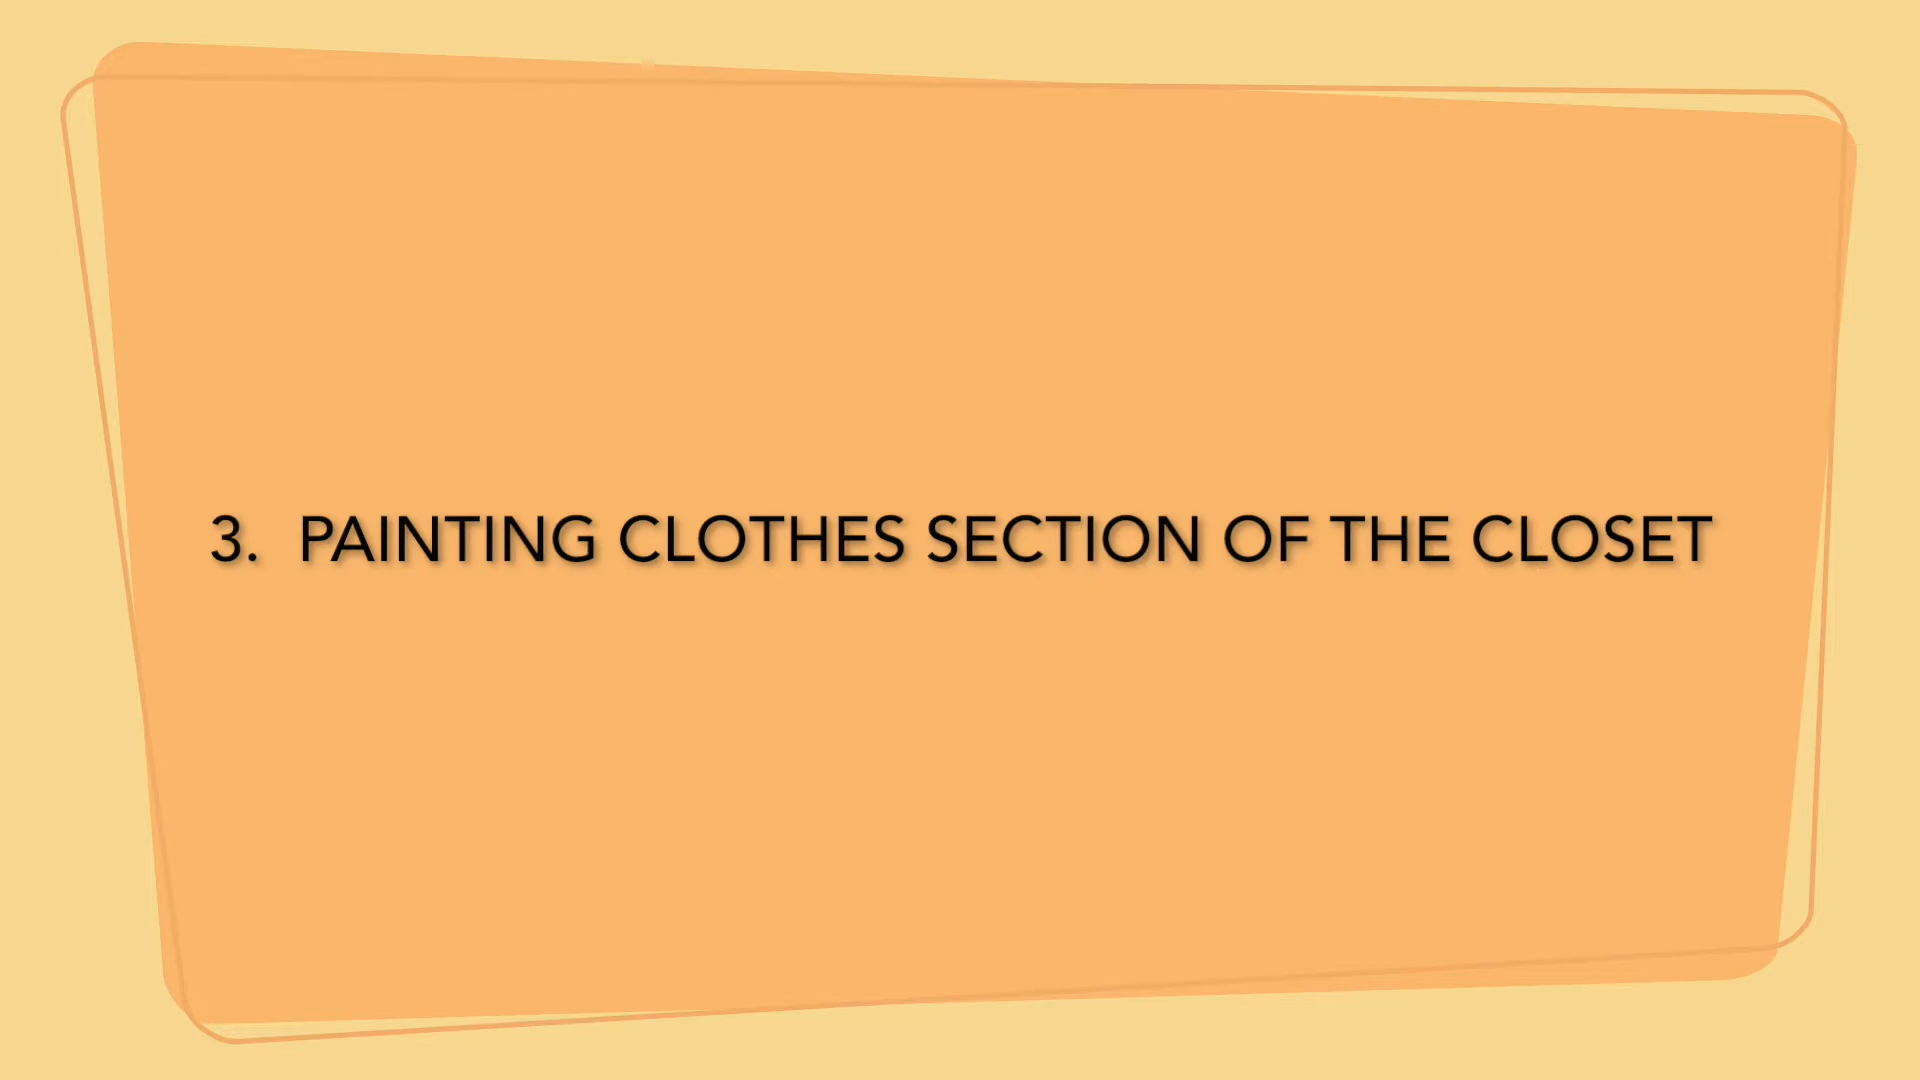 3. PAINTING CLOTHES SECTION OF THE CLOSET